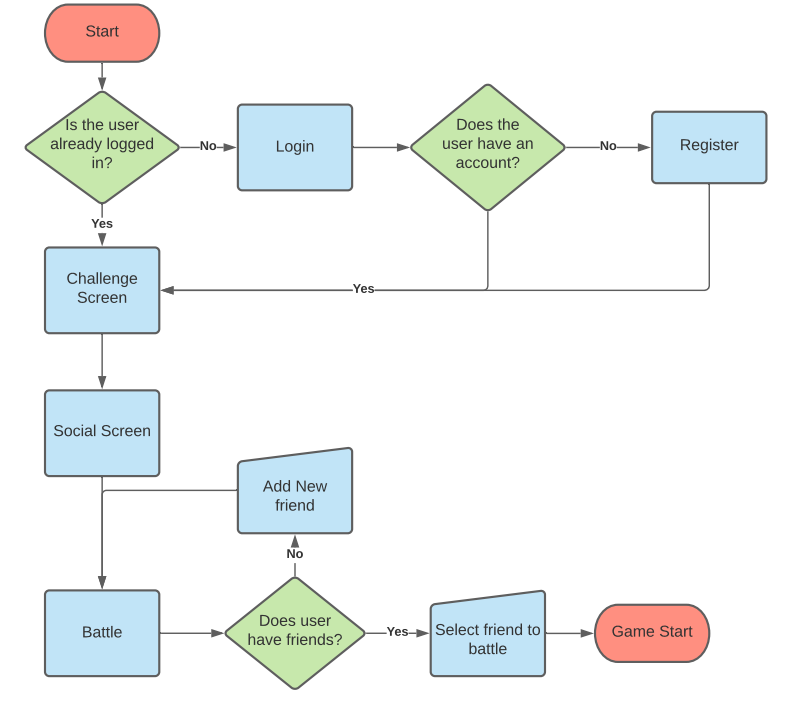 Start
Is the user
already logged
in?
No
Login
Does the
user have an
account?
No
Register
Yes
Challenge
Screen
Yes
Social Screen
Add New
friend
No
Battle
Does user
have friends?
Yes
Select friend to
battle
Game Start